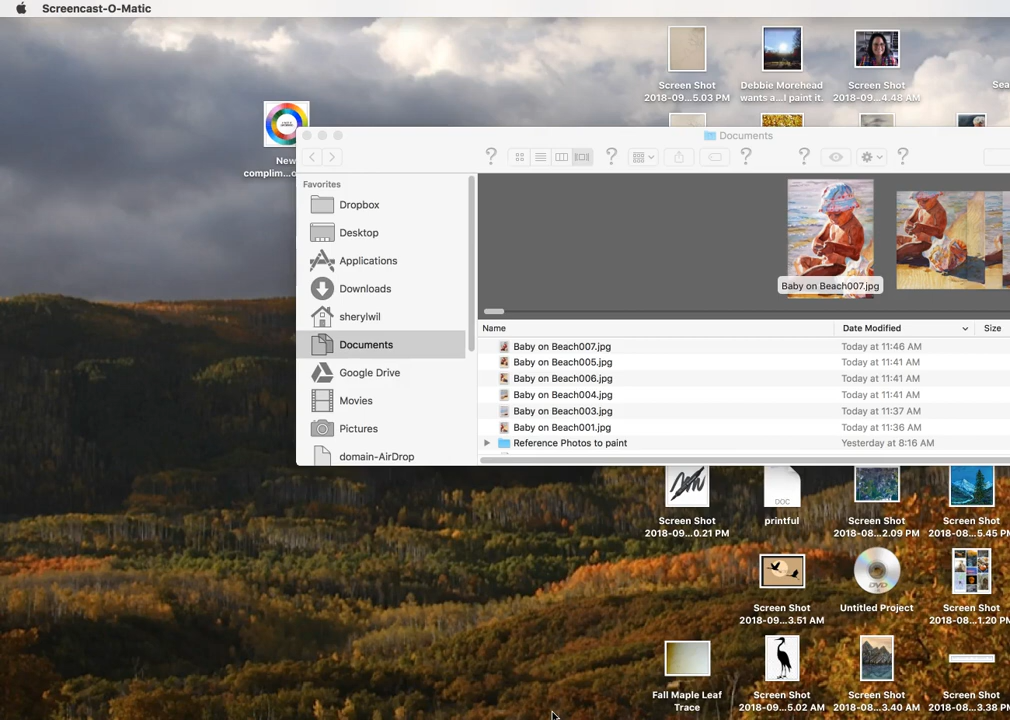 Screencast-O-Matic
Screen Shot
2018-09...5.03 PM
Debbie Morehead
wants a...I paint it.
Screen Shot
2018-09...4.48 AM
Sea
New
complim...o
Documents
Favorites
Dropbox
Desktop
Applications
Downloads
sherylwil
Documents
Google Drive
Movies
Pictures
domain-AirDrop
Baby on Beach007.jpg
Name Date Modified Size
Baby on Beach007.jpg Today at 11:46 AM
Baby on Beach005.jpg Today at 11:41 AM
Baby on Beach006.jpg Today at 11:41 AM
Baby on Beach004.jpg Today at 11:41 AM
Baby on Beach003.jpg Today at 11:37 AM
Baby on Beach001.jpg Today at 11:36 AM
Reference Photos to paint Yesterday at 8:16 AM
Screen Shot
2018-09...0.21 PM
DOC
printful
Screen Shot
2018-08...2.09 PM
Screen Shot
2018-08...5.45 PM
Screen Shot
2018-09...3.51 AM
DVD
Untitled Project
Screen Shot
2018-08...1.20 PM
Fall Maple Leaf
Trace
Screen Shot
2018-09...5.02 AM
Screen Shot
2018-08...3.40 AM
Screen Shot
2018-08...3.38 PM